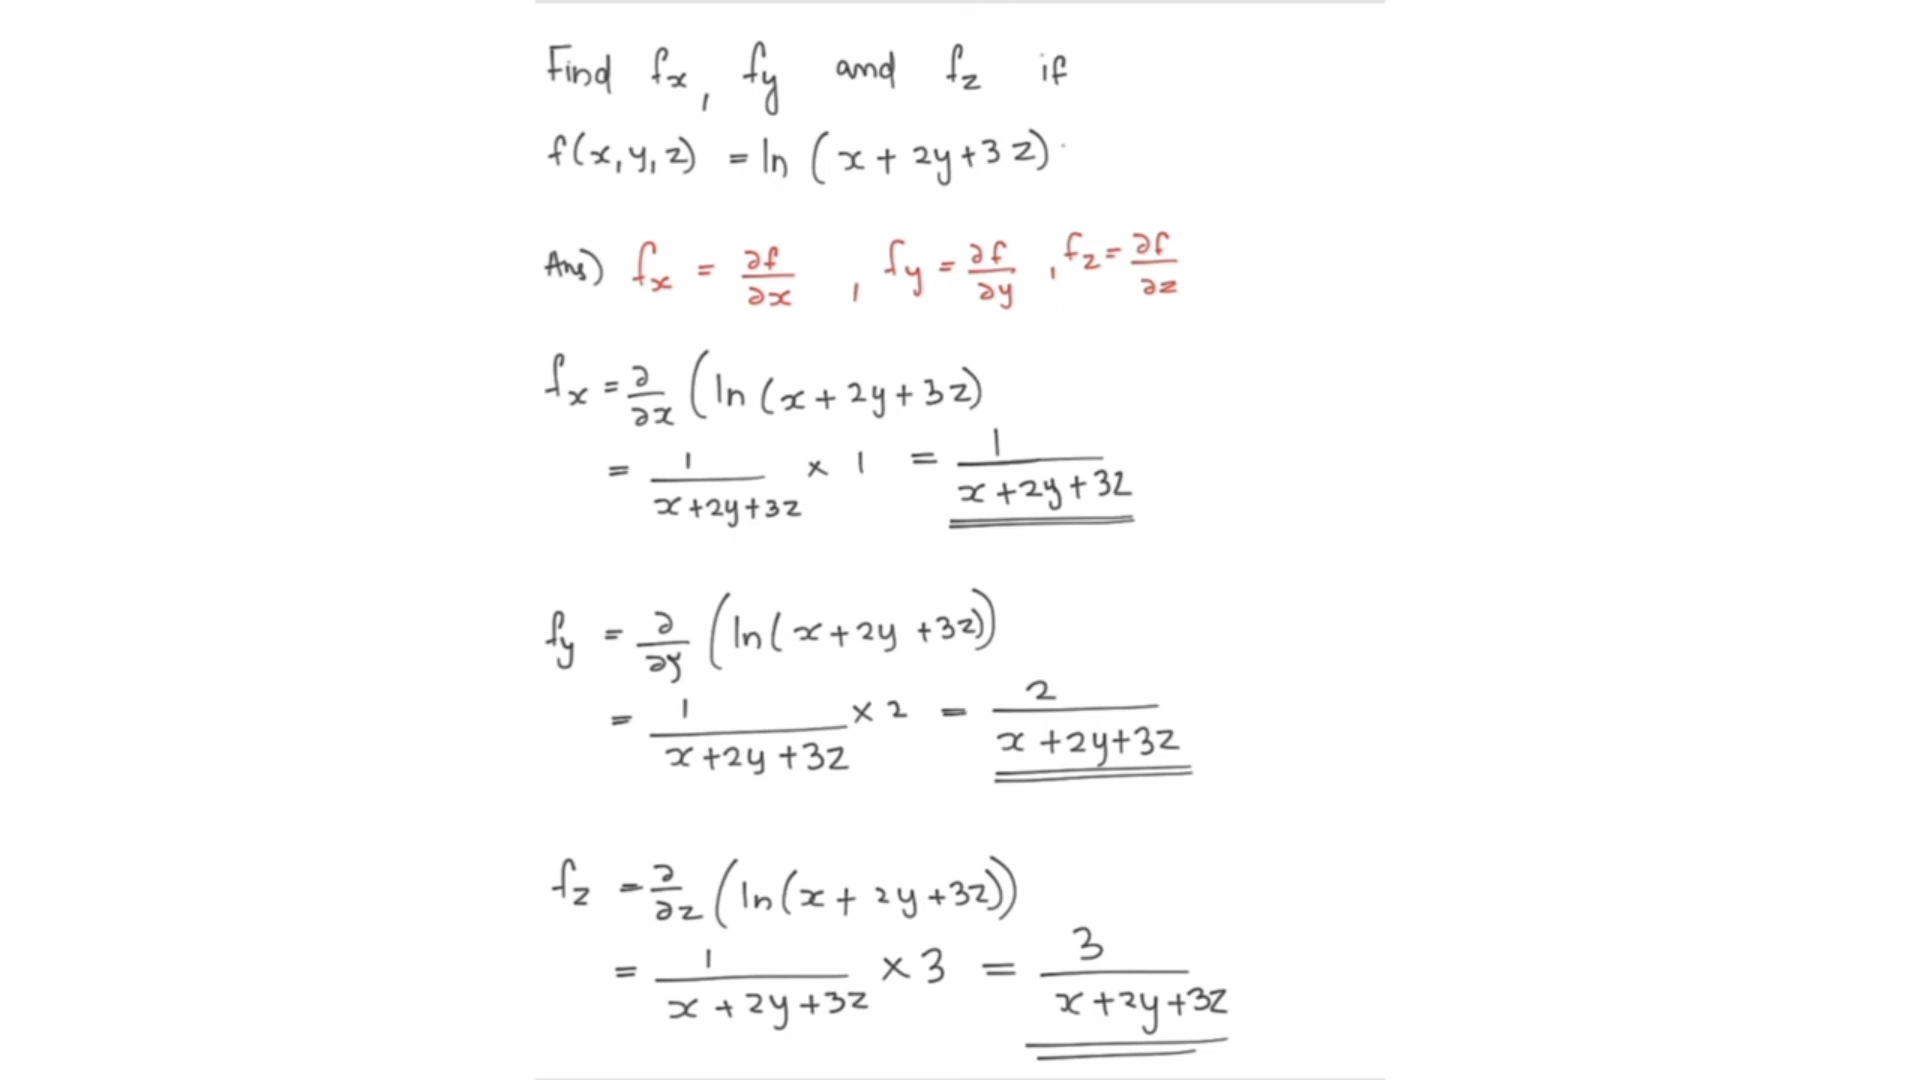 Find fx, fy and fz if
f(x,y,z) = ln (x + 2y+3z)
Ans) fx = ∂f/∂x , fy = ∂f/∂y , fz = ∂f/∂z
fx = ∂/∂x (ln (x + 2y + 3z)
= 1/(x+2y+3z) × 1 = 1/(x+2y+3z)
fy = ∂/∂y (ln(x+2y+3z))
= 1/(x+2y+3z) × 2 = 2/(x+2y+3z)
fz = ∂/∂z (ln(x+2y+3z))
= 1/(x+2y+3z) × 3 = 3/(x+2y+3z)